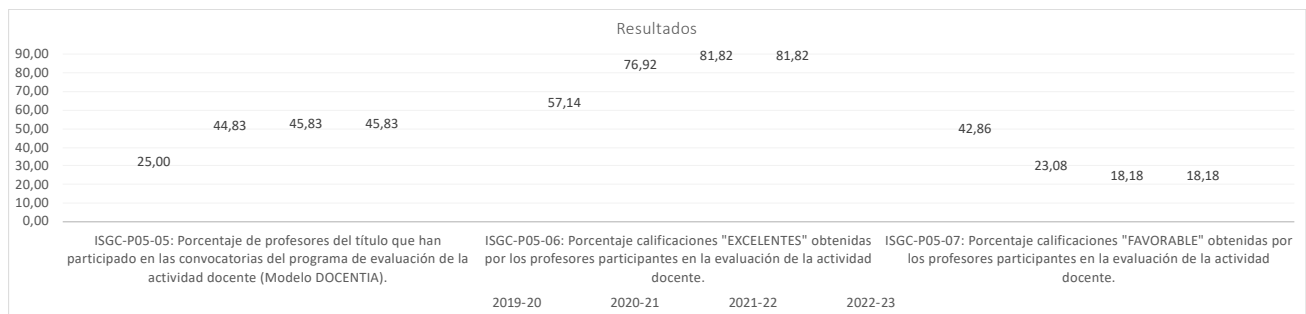 Resultados
90,00
80,00
70,00
60,00
50,00
40,00
30,00
20,00
10,00
0,00
25,00
44,83
45,83
45,83
57,14
76,92
81,82
81,82
42,86
23,08
18,18
18,18
ISGC-P05-05: Porcentaje de profesores del título que han
participado en las convocatorias del programa de evaluación de la
actividad docente (Modelo DOCENTIA).
ISGC-P05-06: Porcentaje calificaciones "EXCELENTES" obtenidas
por los profesores participantes en la evaluación de la actividad
docente.
ISGC-P05-07: Porcentaje calificaciones "FAVORABLE" obtenidas por
los profesores participantes en la evaluación de la actividad
docente.
2019-20 2020-21 2021-22 2022-23